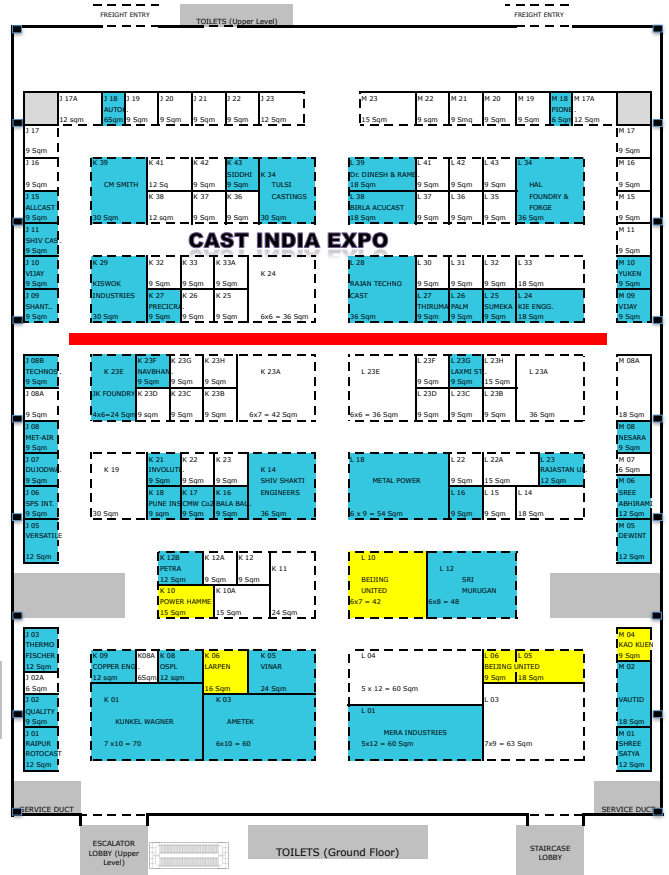 FREIGHT ENTRY
FREIGHT ENTRY
TOILETS (Upper Level)
J 17A
12 sqm
J 18
AUTO
6Sqm
J 19
9 Sqm
J 20
9 Sqm
J 21
9 Sqm
J 22
9 Sqm
J 23
12 Sqm
M 23
15 Sqm
M 22
9 sqm
M 21
9 Smq
M 20
9 Sqm
M 19
9 Sqm
M 18
PIONE
6 Sqm
M 17A
12 Sqm
J 17
9 Sqm
J 16
9 Sqm
J 15
ALLCAST
9 Sqm
J 11
SHIV CAS.
9 Sqm
J 10
VIJAY
9 Sqm
J 09
SHANT..
9 Sqm
K 39
CM SMITH
30 Sqm
K 41
12 Sq
K 42
9 Sqm
K 43
SIDDHI
9 Sqm
K 34
TULSI
CASTINGS
30 Sqm
K 38
12 sqm
K 37
9 Sqm
K 36
9 Sqm
L 39
Dr. DINESH & RAME
18 Sqm
L 41
9 Sqm
L 42
9 Sqm
L 43
9 Sqm
L 34
HAL
FOUNDRY &
FORGE
36 Sqm
L 38
BIRLA ACUCAST
18 Sqm
L 37
9 Sqm
L 36
9 Sqm
L 35
9 Sqm
M 17
9 Sqm
M 16
9 Sqm
M 15
9 Sqm
M 11
9 Sqm
M 10
YUKEN
9 Sqm
M 09
VIJAY
9 Sqm
CAST INDIA EXPO
K 29
KISWOK
INDUSTRIES
30 Sqm
K 32
9 Sqm
K 33
9 Sqm
K 33A
9 Sqm
K 24
6x6 = 36 Sqm
K 27
PRECICRA
9 Sqm
K 26
9 Sqm
K 25
9 Sqm
L 28
RAJAN TECHNO
CAST
36 Sqm
L 30
9 Sqm
L 31
9 Sqm
L 32
9 Sqm
L 33
18 Sqm
L 27
THIRUMA
9 Sqm
L 26
PALM
9 Sqm
L 25
SUMEKA
9 Sqm
L 24
KIE ENGG.
18 Sqm
J 08B
TECHNOS
9 Sqm
J 08A
9 Sqm
J 08
MET-AIR
9 Sqm
J 07
DUJODWA
9 Sqm
J 06
SPS INT.
9 Sqm
J 05
VERSATILE
12 Sqm
K 23E
JK FOUNDRY
4x6=24 Sqm
K 23F
NAVBHAN
9 Sqm
K 23G
9 Sqm
K 23H
9 Sqm
K 23A
6x7 = 42 Sqm
K 23D
9 sqm
K 23C
9 Sqm
K 23B
9 Sqm
L 23E
6x6 = 36 Sqm
L 23F
9 Sqm
L 23G
LAXMI ST.
9 Sqm
L 23H
15 Sqm
L 23A
36 Sqm
L 23D
9 Sqm
L 23C
9 Sqm
L 23B
9 Sqm
M 08A
18 Sqm
M 08
NESARA
9 Sqm
M 07
6 Sqm
M 06
SREE
ABHIRAMI
12 Sqm
M 05
DEWINT
12 Sqm
K 19
30 Sqm
K 21
INVOLUTI
9 Sqm
K 22
9 Sqm
K 23
9 Sqm
K 14
SHIV SHAKTI
ENGINEERS
36 Sqm
K 18
PUNE INS
9 sqm
K 17
CMW Co2
9 Sqm
K 16
BALA BAL.
9 Sqm
L 18
METAL POWER
6 x 9 = 54 Sqm
L 22
9 Sqm
L 22A
15 Sqm
L 23
RAJASTAN U
12 Sqm
L 16
9 Sqm
L 15
9 Sqm
L 14
18 Sqm
K 12B
PETRA
12 Sqm
K 12A
9 Sqm
K 12
9 Sqm
K 11
24 Sqm
K 10
POWER HAMME
15 Sqm
K 10A
15 Sqm
L 10
BEIJING
UNITED
6x7 = 42
L 12
SRI
MURUGAN
6x8 = 48
J 03
THERMO
FISCHER
12 Sqm
J 02A
6 Sqm
J 02
QUALITY
9 Sqm
J 01
RAIPUR
ROTOCAST
12 Sqm
K 09
COPPER ENG.
12 sqm
K08A
6Sqm
K 08
OSPL
12 sqm
K 06
LARPEN
16 Sqm
K 05
VINAR
24 Sqm
K 01
KUNKEL WAGNER
7 x10 = 70
K 03
AMETEK
6x10 = 60
L 04
5 x 12 = 60 Sqm
L 06
L 05
BEIJING UNITED
9 Sqm
18 Sqm
L 01
MERA INDUSTRIES
5x12 = 60 Sqm
L 03
7x9 = 63 Sqm
M 04
KAO KUEN
9 Sqm
M 02
VAUTID
18 Sqm
M 01
SHREE
SATYA
12 Sqm
SERVICE DUCT
SERVICE DUCT
ESCALATOR
LOBBY (Upper
Level)
TOILETS (Ground Floor)
STAIRCASE
LOBBY